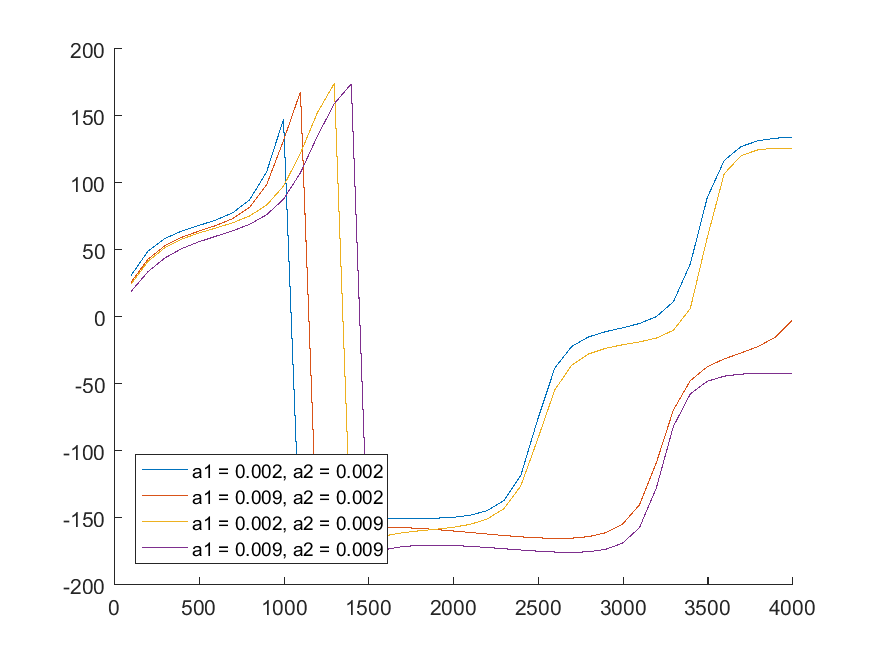 200
150
100
50
0
-50
-100
-150
-200
a1 = 0.002, a2 = 0.002
a1 = 0.009, a2 = 0.002
a1 = 0.002, a2 = 0.009
a1 = 0.009, a2 = 0.009
0 500 1000 1500 2000 2500 3000 3500 4000